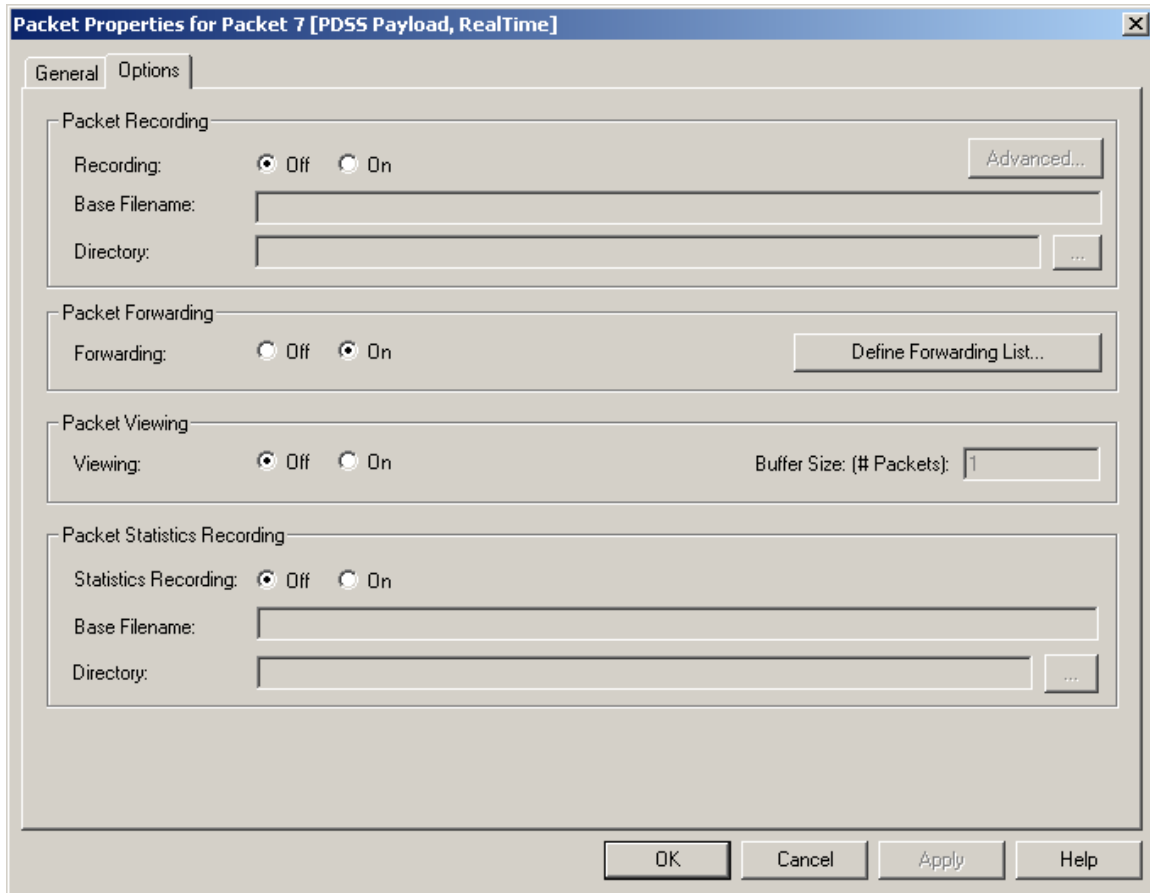 Packet Properties for Packet 7 [PDSS Payload, RealTime]
General Options
Packet Recording
Recording: Off On Advanced...
Base Filename:
Directory: ...
Packet Forwarding
Forwarding: Off On Define Forwarding List...
Packet Viewing
Viewing: Off On Buffer Size: (# Packets): 1
Packet Statistics Recording
Statistics Recording: Off On
Base Filename:
Directory: ...
OK Cancel Apply Help